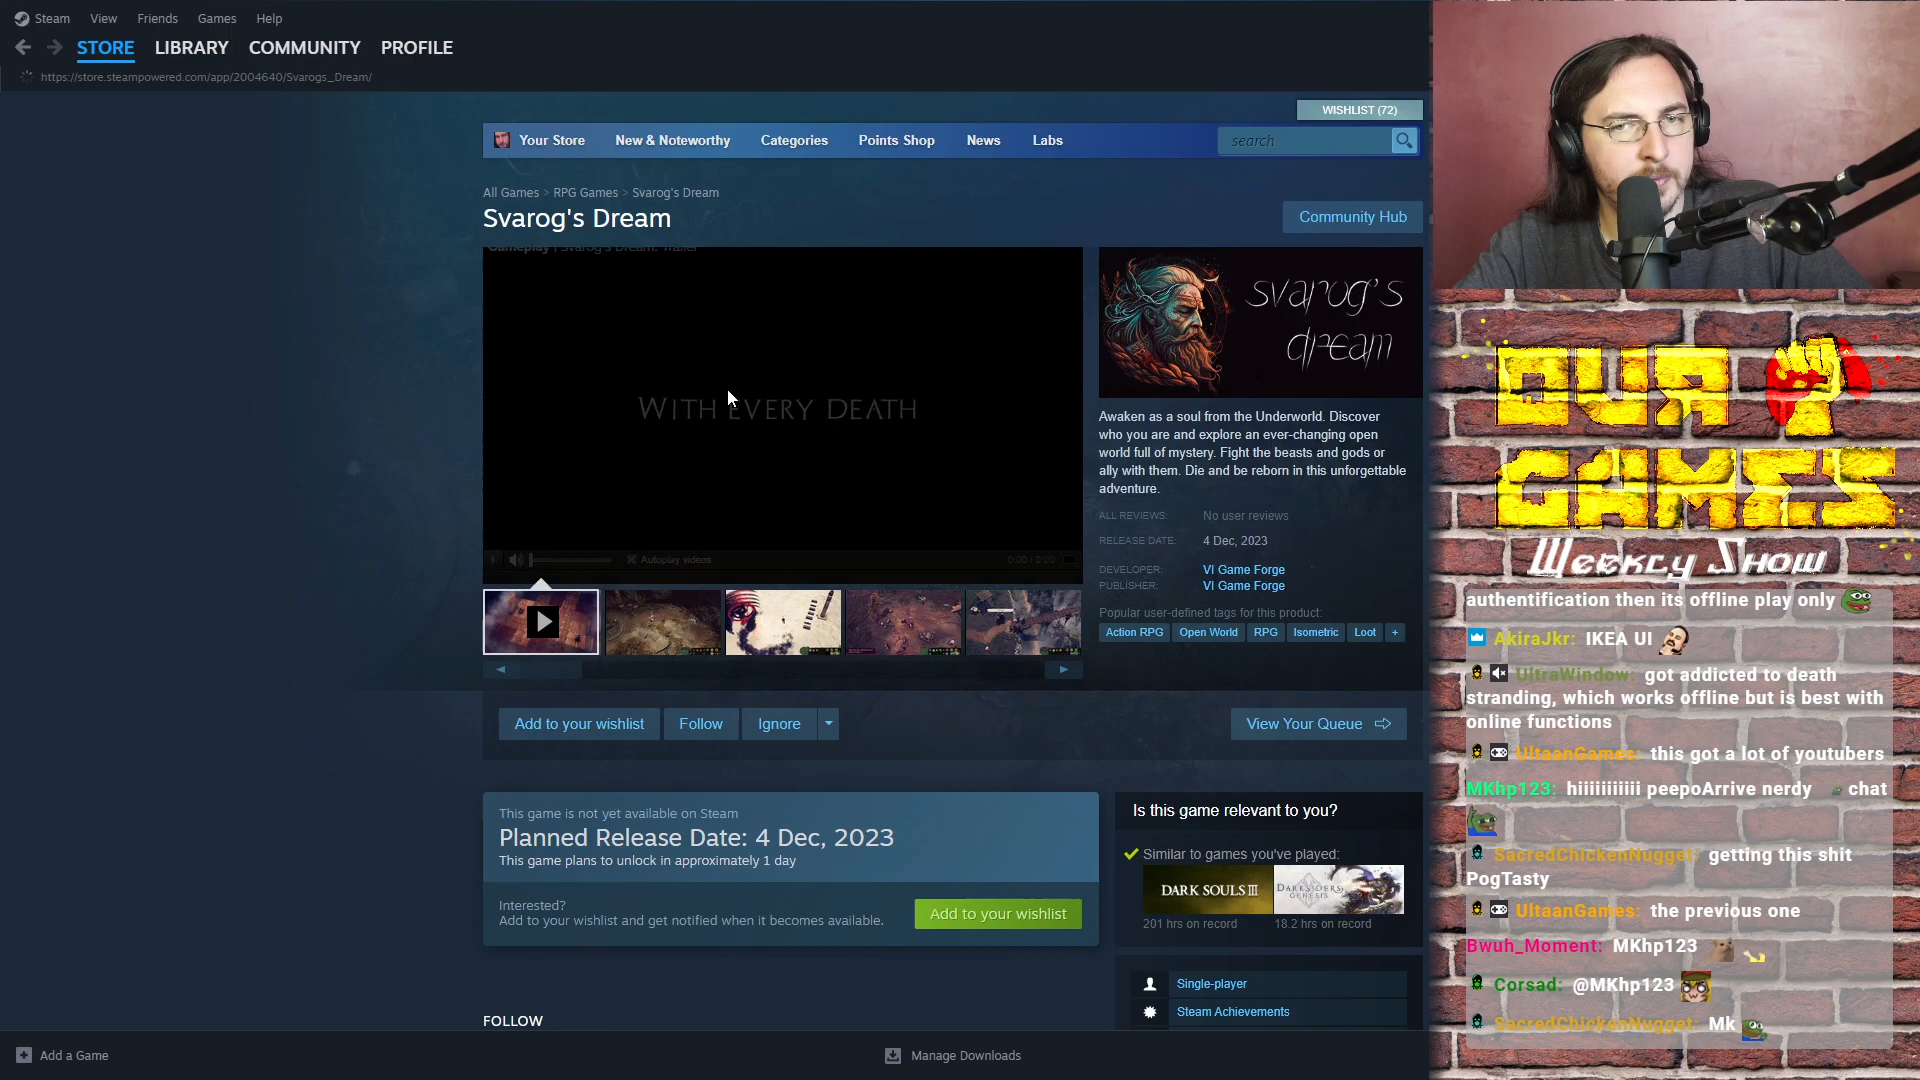 Steam View Friends Games Help
STORE LIBRARY COMMUNITY PROFILE
https://store.steampowered.com/app/2004640/Svarogs_Dream/
WISHLIST (72)
Your Store New & Noteworthy Categories Points Shop News Labs search
All Games > RPG Games > Svarog's Dream
Svarog's Dream
Community Hub
Gameplay | Svarog's Dream: Trailer
WITH EVERY DEATH
Autoplay videos
0:00 / 0:00
svarog's
dream
Awaken as a soul from the Underworld. Discover
who you are and explore an ever-changing open
world full of mystery. Fight the beasts and gods or
ally with them. Die and be reborn in this unforgettable
adventure.
ALL REVIEWS: No user reviews
RELEASE DATE: 4 Dec, 2023
DEVELOPER: VI Game Forge
PUBLISHER: VI Game Forge
Popular user-defined tags for this product:
Action RPG Open World RPG Isometric Loot +
Add to your wishlist Follow Ignore View Your Queue
This game is not yet available on Steam
Planned Release Date: 4 Dec, 2023
This game plans to unlock in approximately 1 day
Interested?
Add to your wishlist and get notified when it becomes available.
Add to your wishlist
Is this game relevant to you?
Similar to games you've played:
DARK SOULS III DARKSIDERS GENESIS
201 hrs on record 18.2 hrs on record
Single-player
Steam Achievements
FOLLOW
Add a Game Manage Downloads
OUR
GAMES
Weekly Show
authentification then its offline play only
AkiraJkr: IKEA UI
UltraWindow: got addicted to death
stranding, which works offline but is best with
online functions
UltaanGames: this got a lot of youtubers
MKhp123: hiiiiiiiiiii peepoArrive nerdy chat
SacredChickenNugget: getting this shit
PogTasty
UltaanGames: the previous one
Bwuh_Moment: MKhp123
Corsad: @MKhp123
SacredChickenNugget: Mk